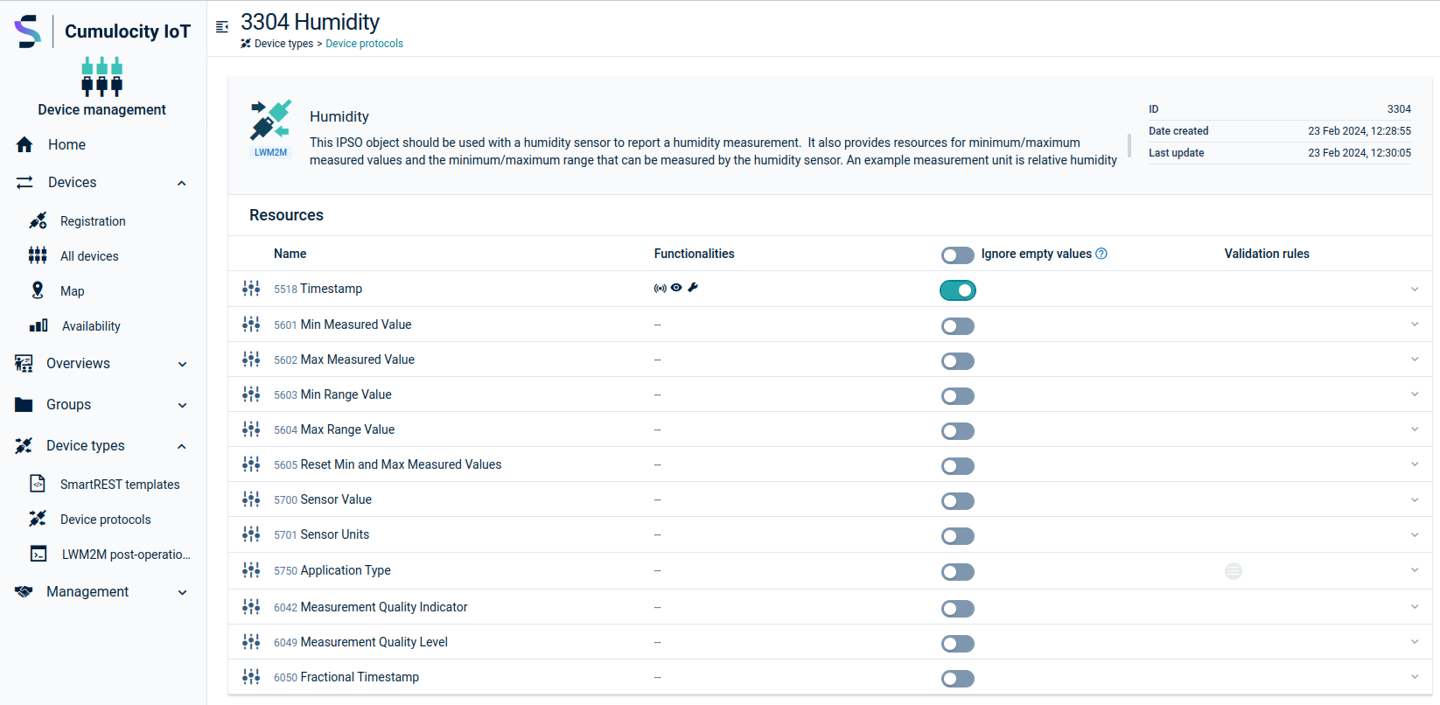 Cumulocity IoT
Device management
Home
Devices
Registration
All devices
Map
Availability
Overviews
Groups
Device types
SmartREST templates
Device protocols
LWM2M post-operatio...
Management
3304 Humidity
Device types > Device protocols
LWM2M
Humidity
This IPSO object should be used with a humidity sensor to report a humidity measurement. It also provides resources for minimum/maximum
measured values and the minimum/maximum range that can be measured by the humidity sensor. An example measurement unit is relative humidity
ID 3304
Date created 23 Feb 2024, 12:28:55
Last update 23 Feb 2024, 12:30:05
Resources
Name Functionalities Ignore empty values ? Validation rules
5518 Timestamp
5601 Min Measured Value --
5602 Max Measured Value --
5603 Min Range Value --
5604 Max Range Value --
5605 Reset Min and Max Measured Values --
5700 Sensor Value --
5701 Sensor Units --
5750 Application Type --
6042 Measurement Quality Indicator --
6049 Measurement Quality Level --
6050 Fractional Timestamp --